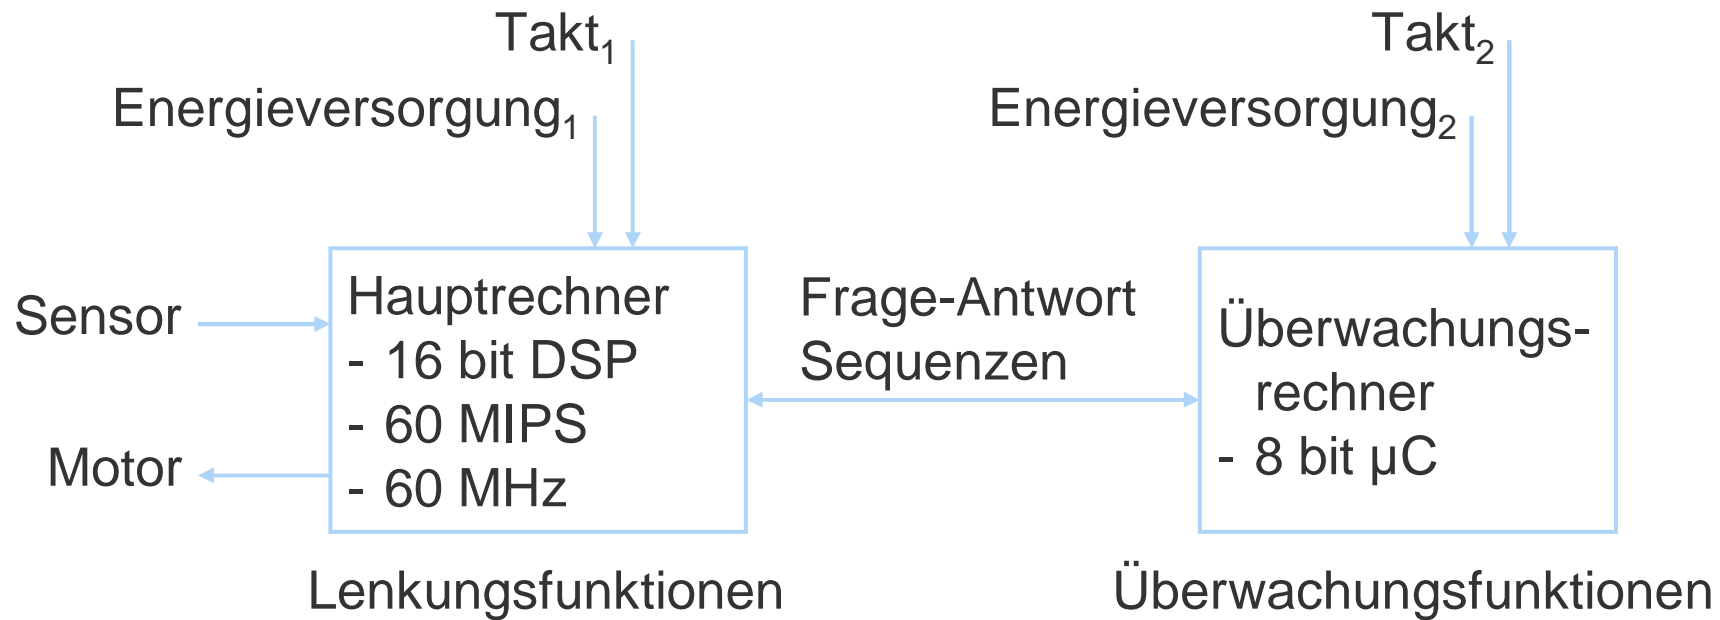 Takt₁
Energieversorgung₁
Takt₂
Energieversorgung₂
Sensor
Motor
Hauptrechner
- 16 bit DSP
- 60 MIPS
- 60 MHz
Lenkungsfunktionen
Frage-Antwort
Sequenzen
Überwachungs-
rechner
- 8 bit µC
Überwachungsfunktionen